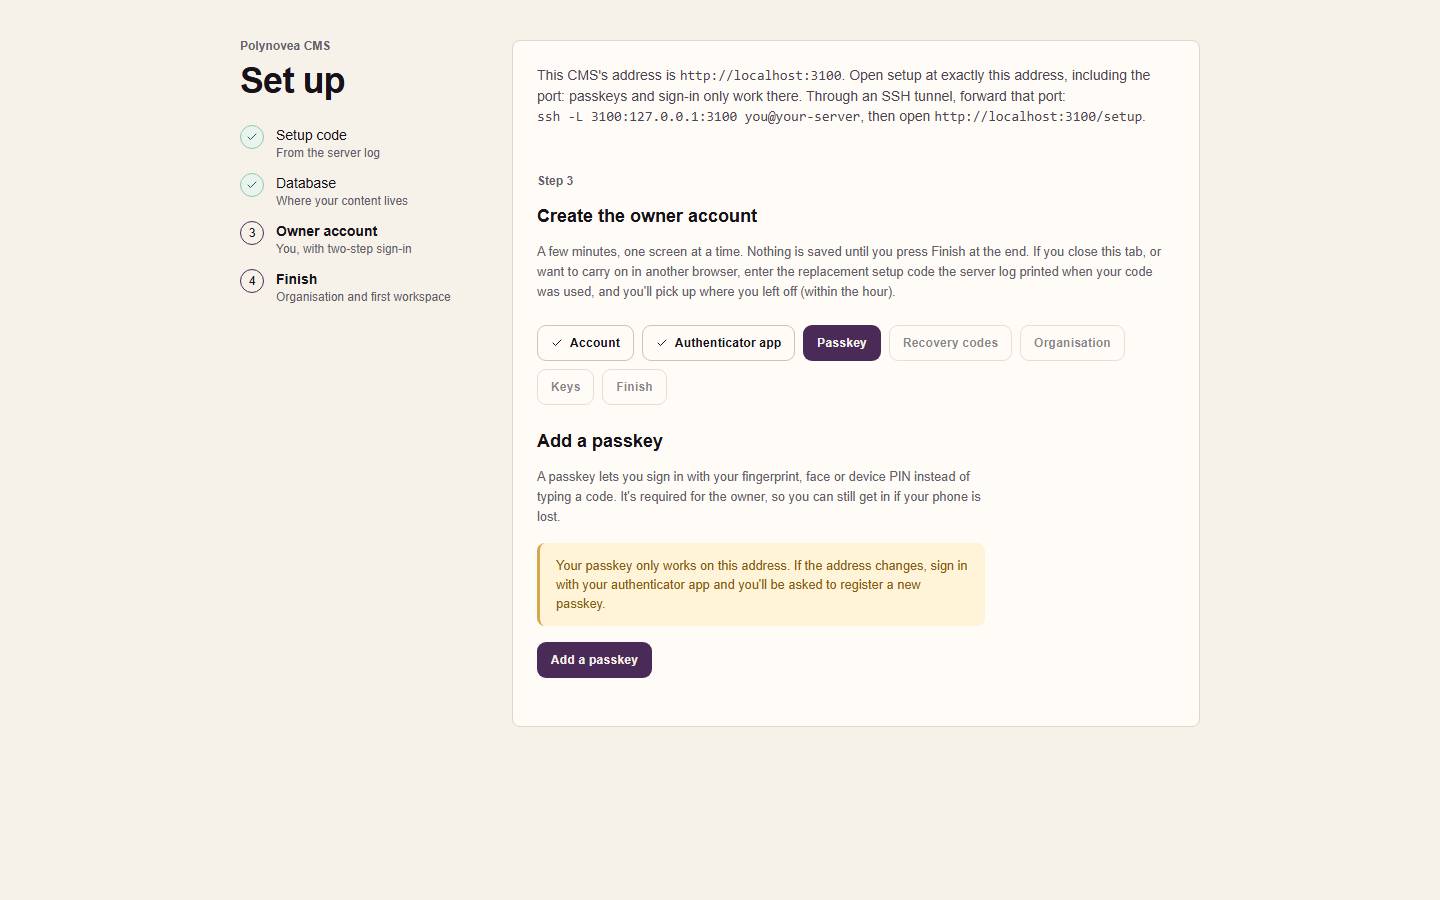 Polynovea CMS
Set up
Setup code
From the server log
Database
Where your content lives
3
Owner account
You, with two-step sign-in
4
Finish
Organisation and first workspace
This CMS's address is http://localhost:3100. Open setup at exactly this address, including the
port: passkeys and sign-in only work there. Through an SSH tunnel, forward that port:
ssh -L 3100:127.0.0.1:3100 you@your-server, then open http://localhost:3100/setup.
Step 3
Create the owner account
A few minutes, one screen at a time. Nothing is saved until you press Finish at the end. If you close this tab, or
want to carry on in another browser, enter the replacement setup code the server log printed when your code
was used, and you'll pick up where you left off (within the hour).
Account
Authenticator app
Passkey
Recovery codes
Organisation
Keys
Finish
Add a passkey
A passkey lets you sign in with your fingerprint, face or device PIN instead of
typing a code. It's required for the owner, so you can still get in if your phone is
lost.
Your passkey only works on this address. If the address changes, sign in
with your authenticator app and you'll be asked to register a new
passkey.
Add a passkey